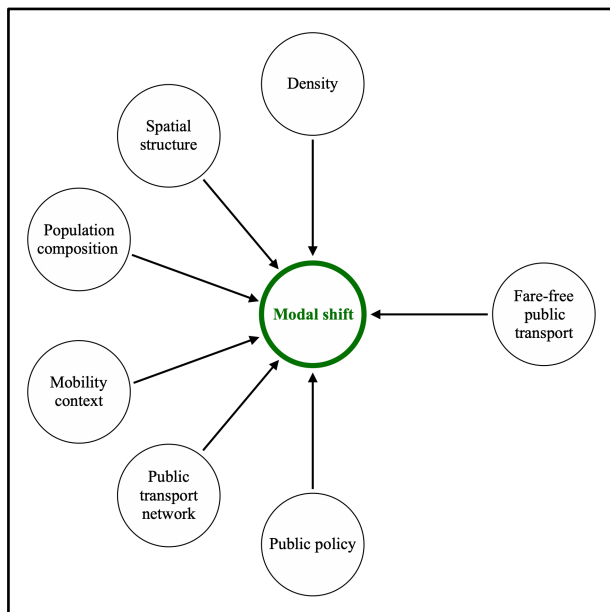 Density
Spatial
structure
Population
composition
Modal shift
Fare-free
public
transport
Mobility
context
Public
transport
network
Public policy